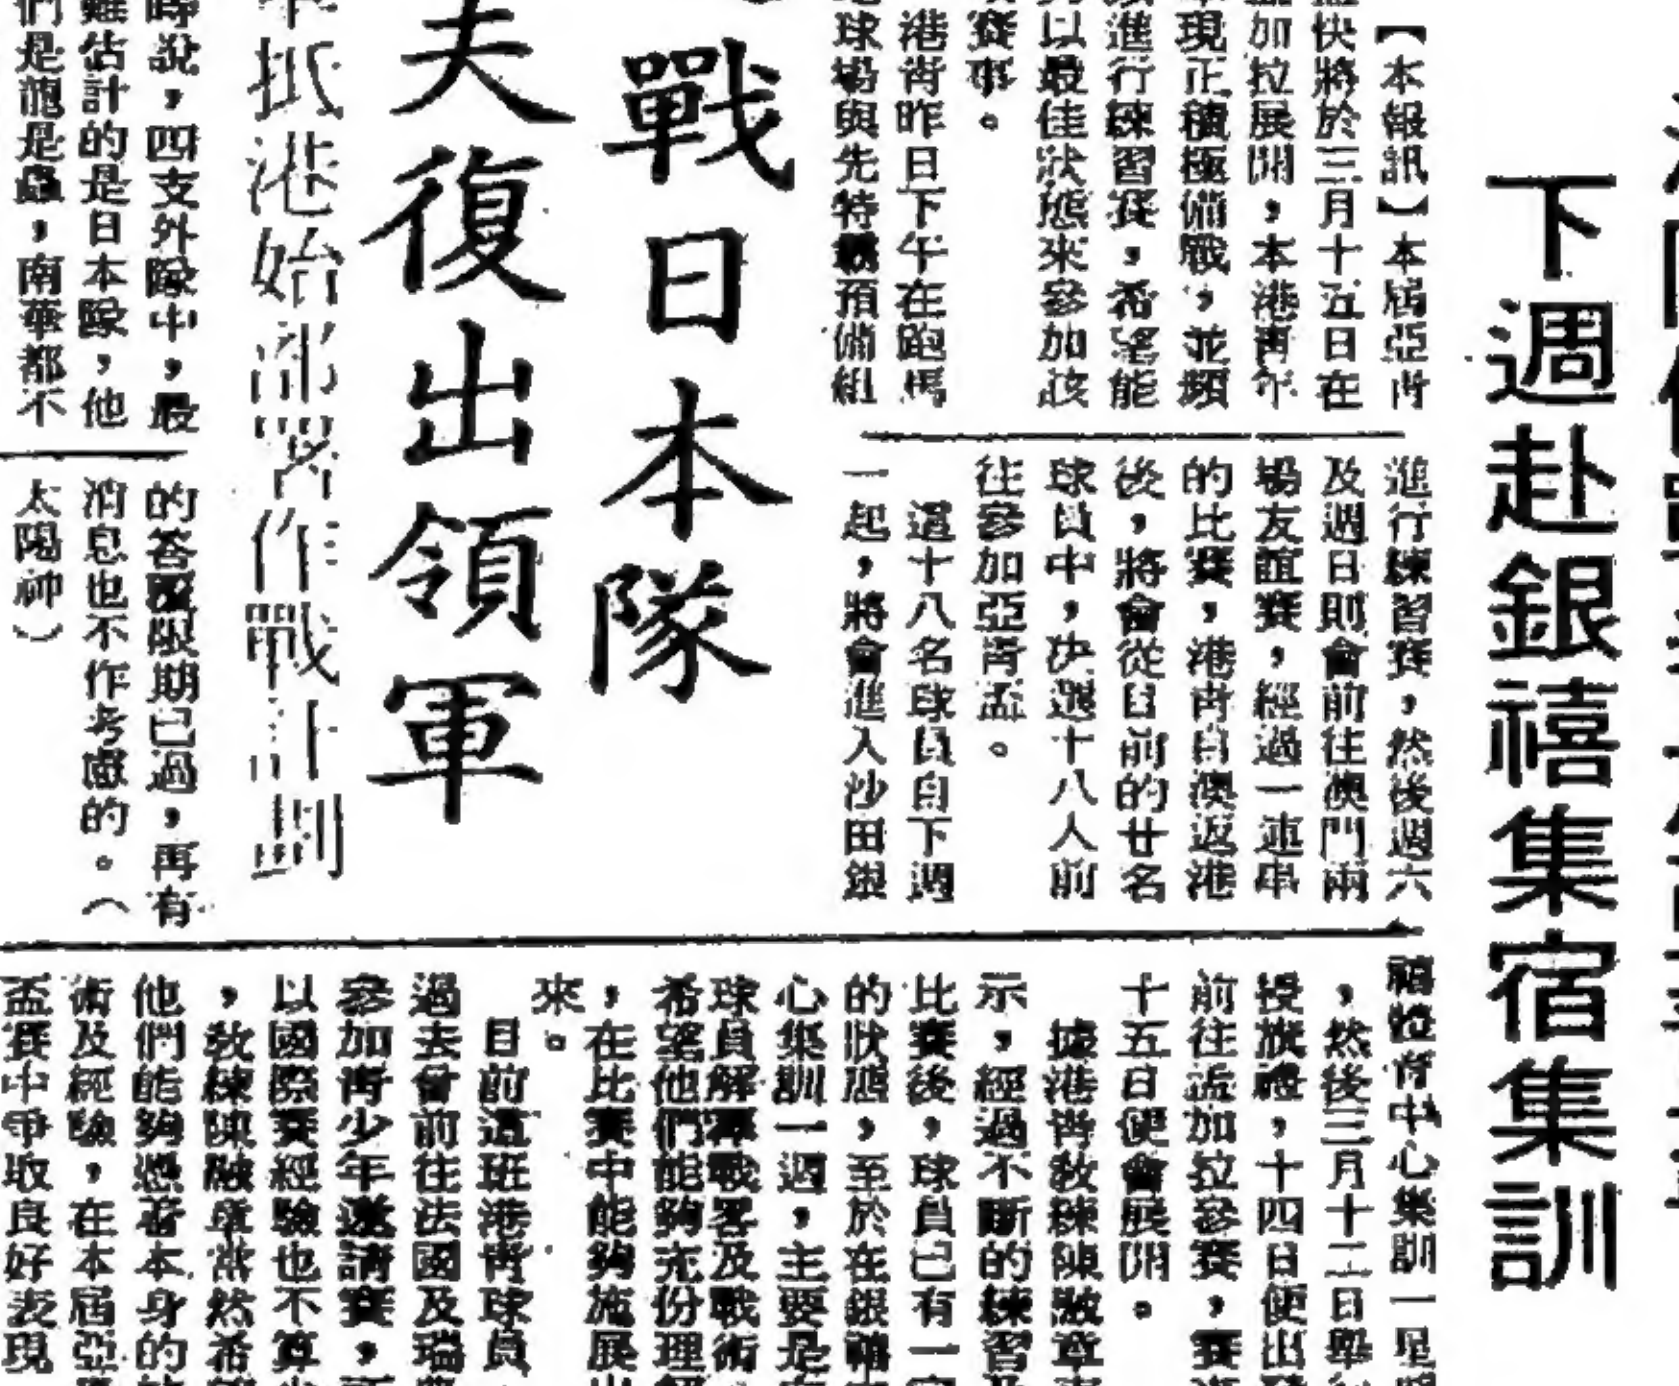 下週赴銀禧集宿集訓
【本報訊】本屆亞青
盃快將於三月十五日在
孟加拉展開，本港青年
隊現正積極備戰，並頻
頻進行練習賽，希望能
夠以最佳狀態來參加該
項賽事。
港青昨日下午在跑馬
地球場與先特戰預備組
進行練習賽，然後週六
及週日則會前往澳門兩
場友誼賽，經過一連串
的比賽，港青自澳返港
後，將會從目前的廿名
球員中，決選十八人前
往參加亞青盃。
這十八名球員自下週
一起，將會進入沙田銀
禧體育中心集訓一星期
，然後三月十二日舉行
授旗禮，十四日便出發
前往孟加拉參賽，賽
十五日便會展開。
據港青教練陳融章
示，經過不斷的練習及
比賽後，球員已有一定
的狀態，至於在銀禧
心集訓一週，主要是
球員解釋戰畧及戰術
希望他們能夠充份理解
，在比賽中能夠施展出
來。
目前這班港青球員
過去會前往法國及瑞
參加青少年邀請賽，所
以國際賽經驗也不算少
，教練陳融章當然希望
他們能夠憑着本身的技
術及經驗，在本屆亞青
盃賽中爭取良好表現
戰日本隊
夫復出領軍
抵港始部署作戰計劃
時說，四支外隊中，最
難估計的是日本隊，他
們是龍是蟲，南華都不
的答覆限期已過，再有
消息也不作考慮的。（
太陽神）